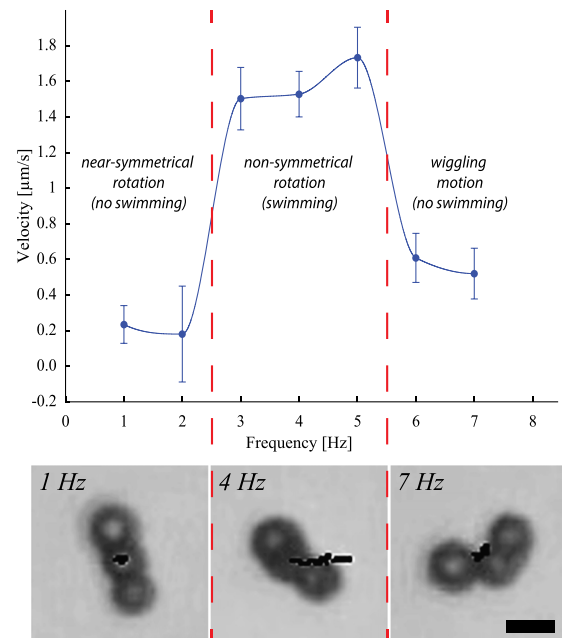 1.8
1.6
1.4
1.2
1
0.8
0.6
0.4
0.2
0.0
-0.2
Velocity [µm/s]
near-symmetrical
rotation
(no swimming)
non-symmetrical
rotation
(swimming)
wiggling
motion
(no swimming)
0 1 2 3 4 5 6 7 8
Frequency [Hz]
1 Hz
4 Hz
7 Hz